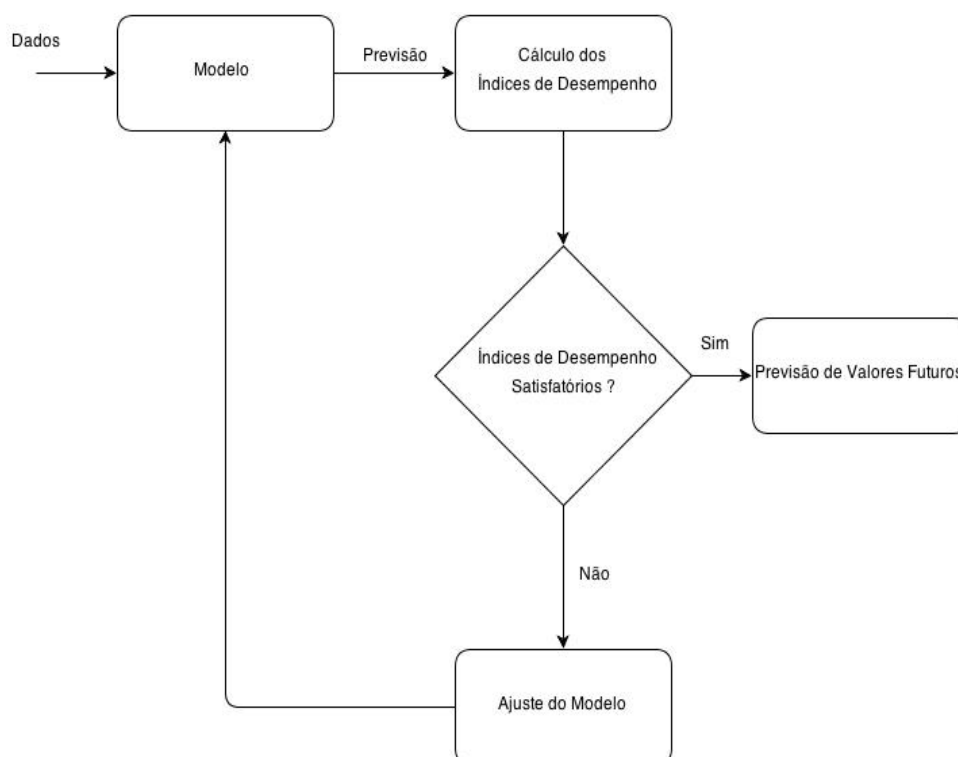 Dados
Modelo
Previsão
Cálculo dos
Índices de Desempenho
Índices de Desempenho
Satisfatórios ?
Sim
Previsão de Valores Futuros
Não
Ajuste do Modelo